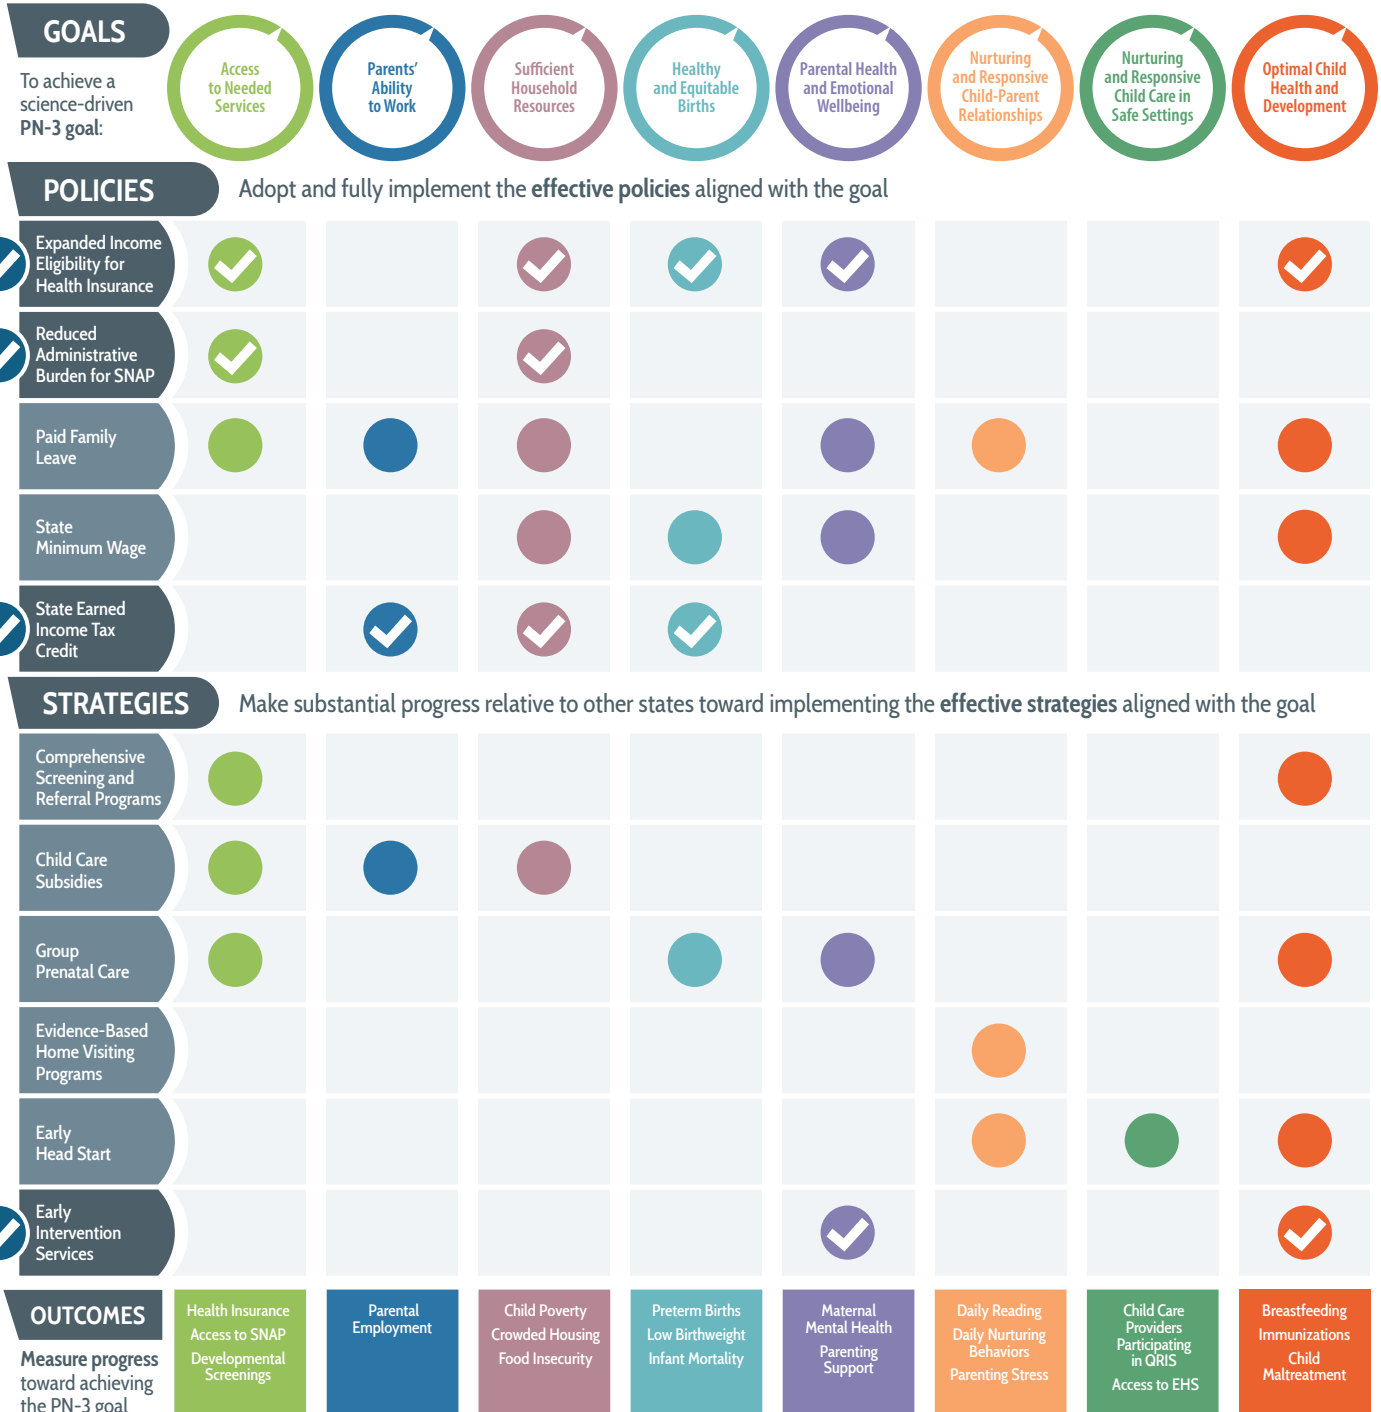 GOALS
To achieve a
science-driven
PN-3 goal:
Access
to Needed
Services
Parents’
Ability
to Work
Sufficient
Household
Resources
Healthy
and Equitable
Births
Parental Health
and Emotional
Wellbeing
Nurturing
and Responsive
Child-Parent
Relationships
Nurturing
and Responsive
Child Care in
Safe Settings
Optimal Child
Health and
Development
POLICIES
Adopt and fully implement the effective policies aligned with the goal
Expanded Income
Eligibility for
Health Insurance
Reduced
Administrative
Burden for SNAP
Paid Family
Leave
State
Minimum Wage
State Earned
Income Tax
Credit
STRATEGIES
Make substantial progress relative to other states toward implementing the effective strategies aligned with the goal
Comprehensive
Screening and
Referral Programs
Child Care
Subsidies
Group
Prenatal Care
Evidence-Based
Home Visiting
Programs
Early
Head Start
Early
Intervention
Services
OUTCOMES
Measure progress
toward achieving
the PN-3 goal
Health Insurance
Access to SNAP
Developmental
Screenings
Parental
Employment
Child Poverty
Crowded Housing
Food Insecurity
Preterm Births
Low Birthweight
Infant Mortality
Maternal
Mental Health
Parenting
Support
Daily Reading
Daily Nurturing
Behaviors
Parenting Stress
Child Care
Providers
Participating
in QRIS
Access to EHS
Breastfeeding
Immunizations
Child
Maltreatment